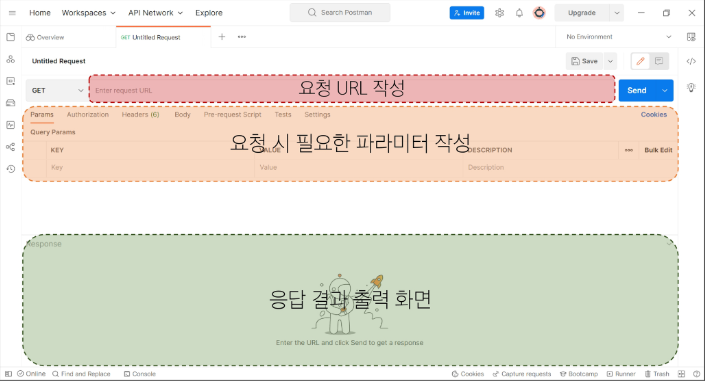 Home Workspaces API Network Explore Search Postman Invite Upgrade
Overview GET Untitled Request No Environment
Untitled Request Save
GET Enter request URL Send
요청 URL 작성
Params Authorization Headers (6) Body Pre-request Script Tests Settings Cookies
Query Params
요청 시 필요한 파라미터 작성
KEY VALUE DESCRIPTION Bulk Edit
Key Value Description
Response
응답 결과 출력 화면
Enter the URL and click Send to get a response
Online Find and Replace Console Cookies Capture requests Bootcamp Runner Trash